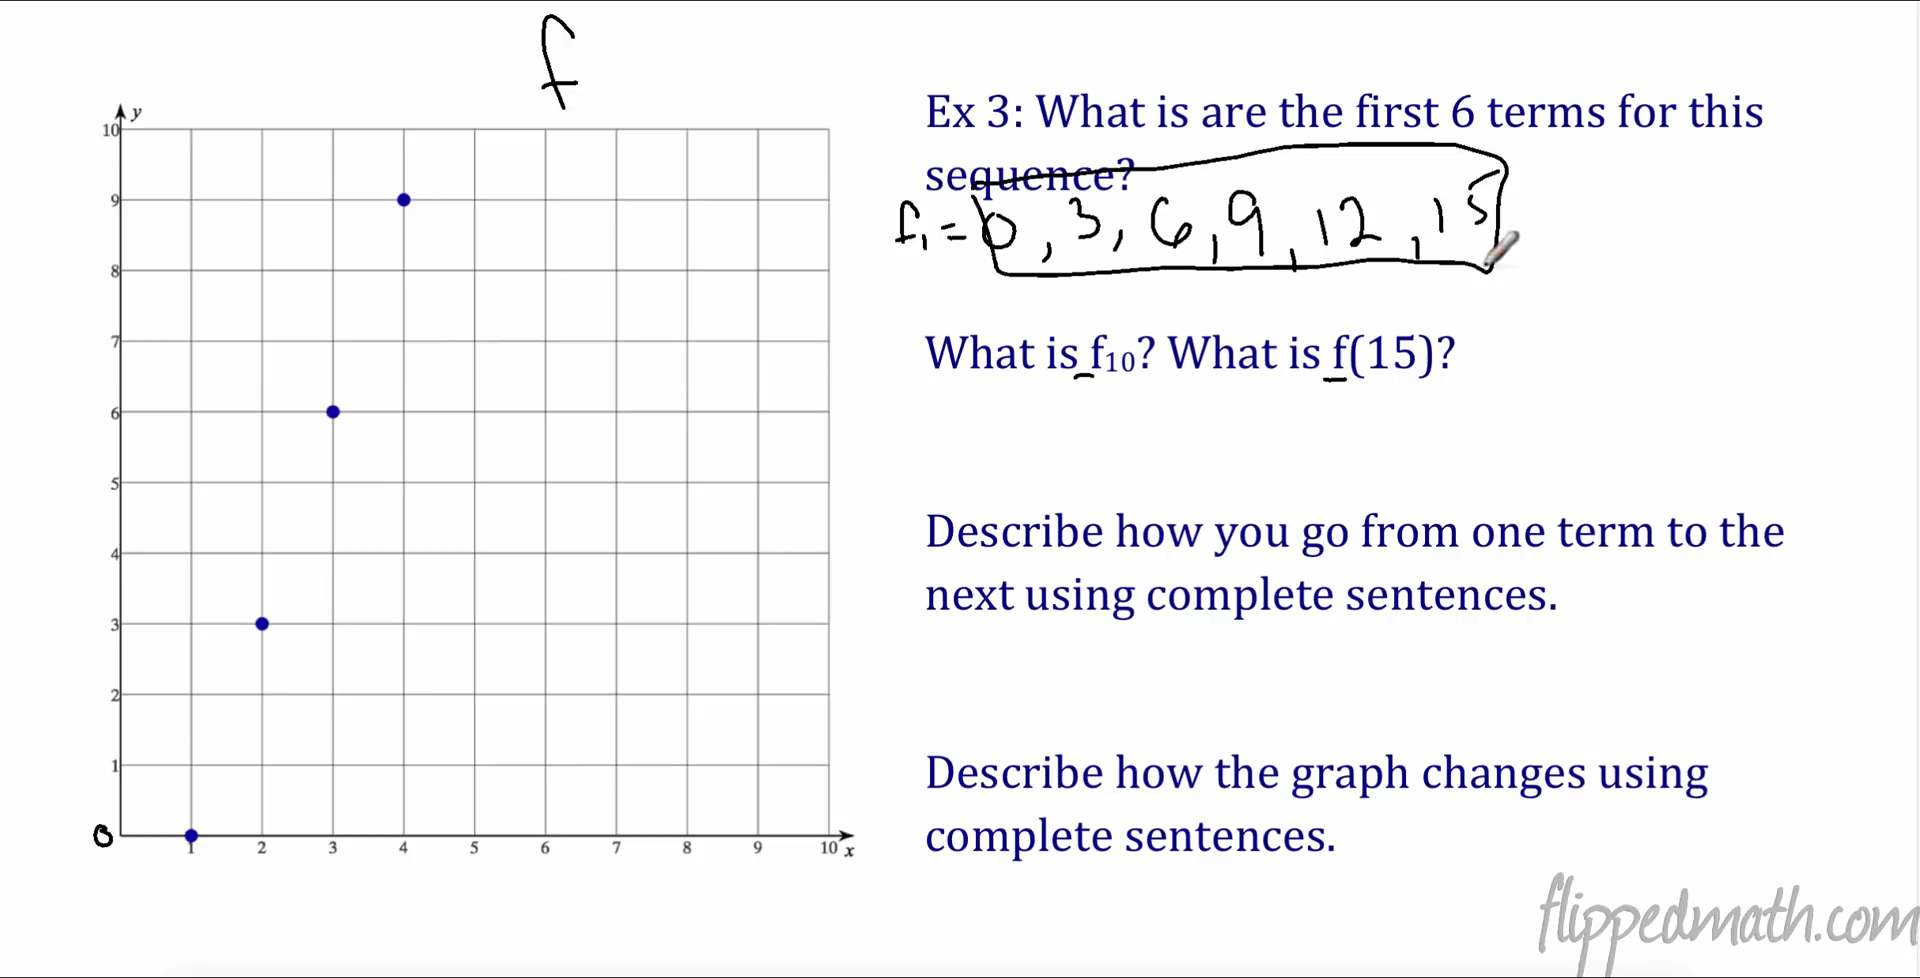 f
y
10
9
8
7
6
5
4
3
2
1
0
1 2 3 4 5 6 7 8 9 10 x
Ex 3: What is are the first 6 terms for this
sequence?
f₁ = 0, 3, 6, 9, 12, 15
What is f₁₀? What is f(15)?
Describe how you go from one term to the
next using complete sentences.
Describe how the graph changes using
complete sentences.
flippedmath.com